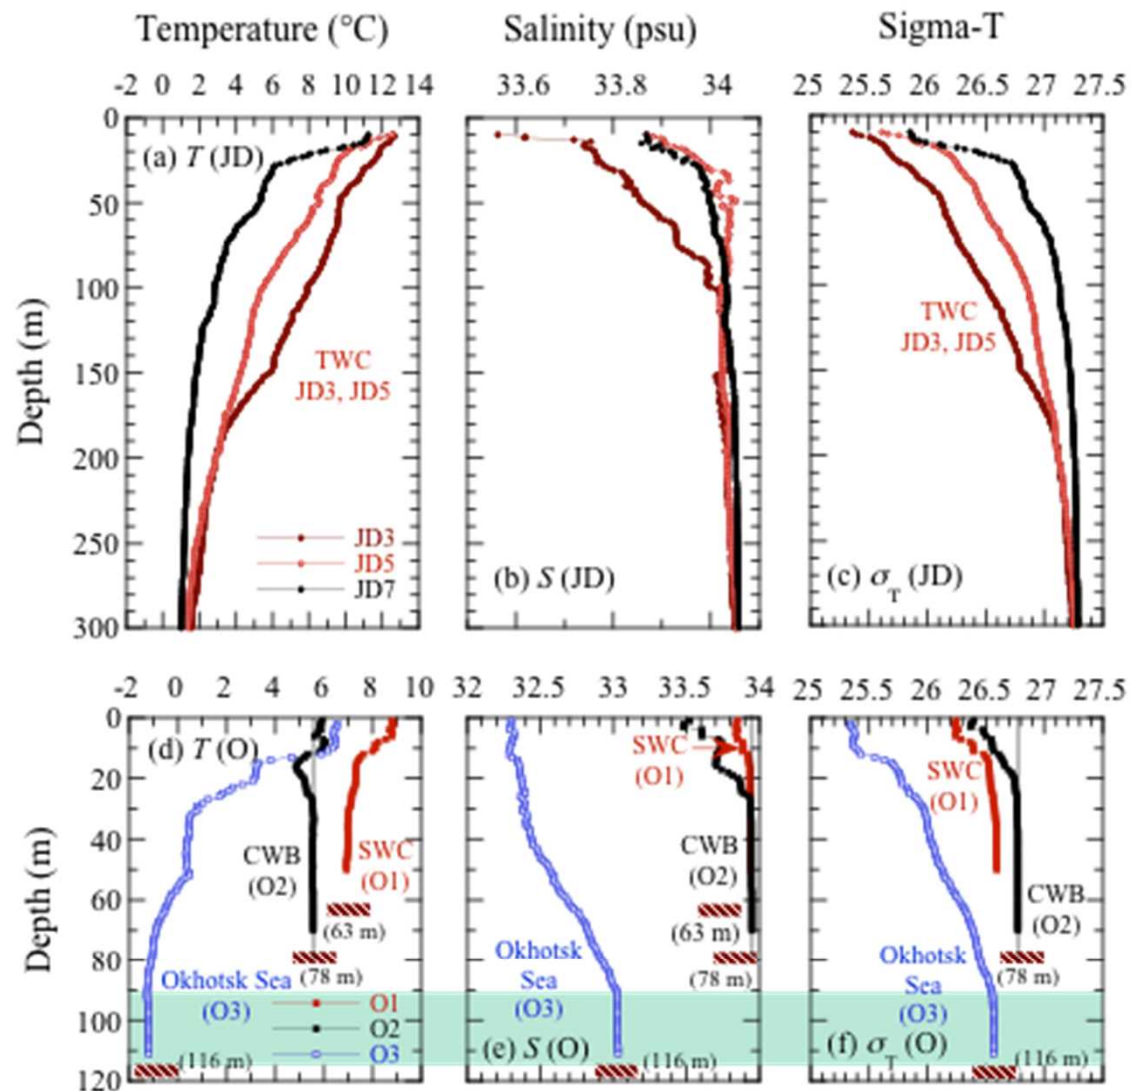 Temperature (°C) Salinity (psu) Sigma-T
-2 0 2 4 6 8 10 12 14 33.6 33.8 34 25 25.5 26 26.5 27 27.5
0
50
100
150
200
250
300
Depth (m)
(a) T (JD)
TWC
JD3, JD5
JD3
JD5
JD7
(b) S (JD)
TWC
JD3, JD5
(c) σT (JD)
-2 0 2 4 6 8 10 32 32.5 33 33.5 34 25 25.5 26 26.5 27 27.5
0
20
40
60
80
100
120
Depth (m)
(d) T (O)
CWB
(O2)
SWC
(O1)
(63 m)
(78 m)
Okhotsk Sea
(O3)
O1
O2
O3
(116 m)
SWC
(O1)
CWB
(O2)
(63 m)
(78 m)
Okhotsk
Sea
(O3)
(e) S (O)
(116 m)
SWC
(O1)
CWB
(O2)
(78 m)
Okhotsk
Sea
(O3)
(f) σT (O)
(116 m)